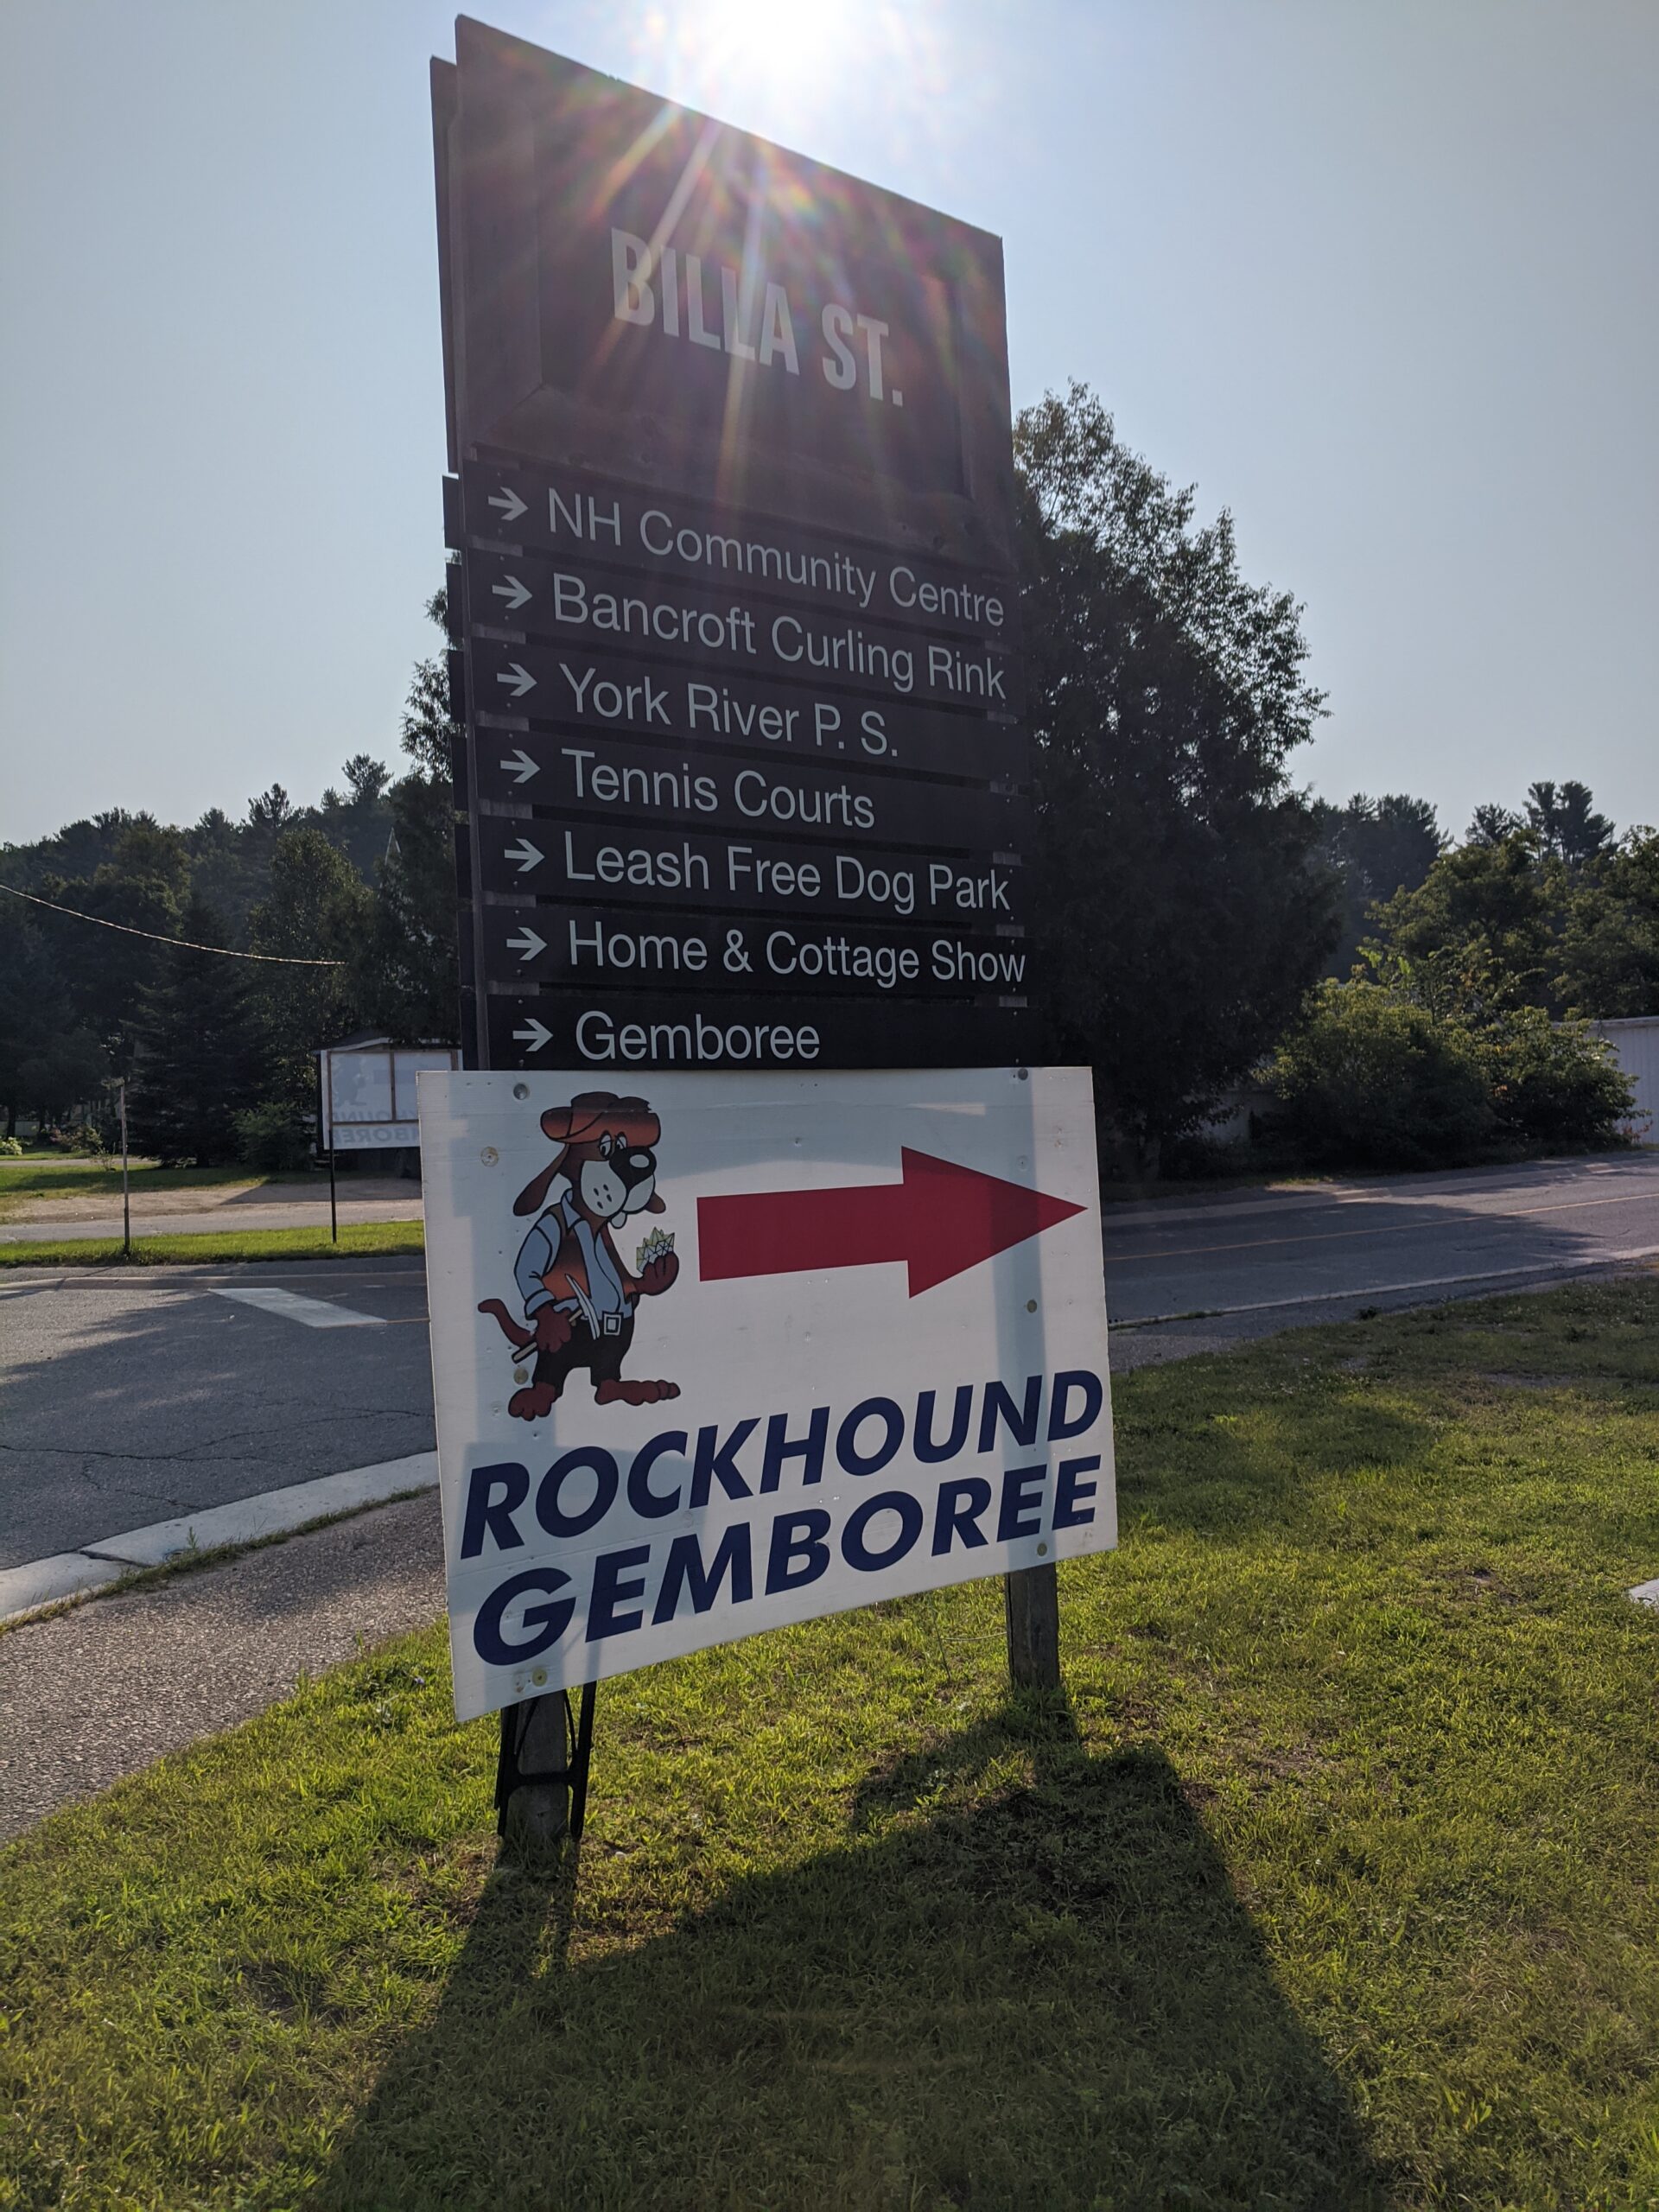 BILLA ST.
→ NH Community Centre
→ Bancroft Curling Rink
→ York River P. S.
→ Tennis Courts
→ Leash Free Dog Park
→ Home & Cottage Show
→ Gemboree
ROCKHOUND
GEMBOREE